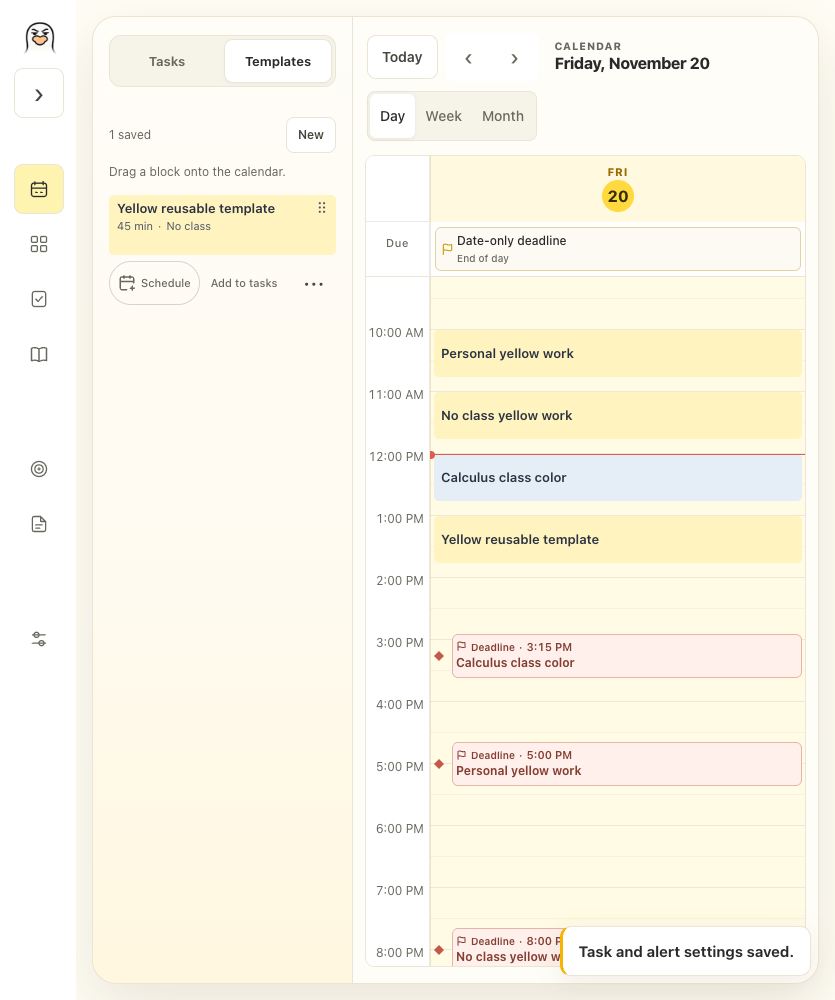 Tasks
Templates
1 saved
New
Drag a block onto the calendar.
Yellow reusable template
45 min · No class
Schedule
Add to tasks
Today
CALENDAR
Friday, November 20
Day
Week
Month
FRI
20
Due
Date-only deadline
End of day
10:00 AM
Personal yellow work
11:00 AM
No class yellow work
12:00 PM
Calculus class color
1:00 PM
Yellow reusable template
2:00 PM
3:00 PM
Deadline · 3:15 PM
Calculus class color
4:00 PM
Deadline · 5:00 PM
Personal yellow work
5:00 PM
6:00 PM
7:00 PM
8:00 PM
Deadline · 8:00
No class yellow
Task and alert settings saved.